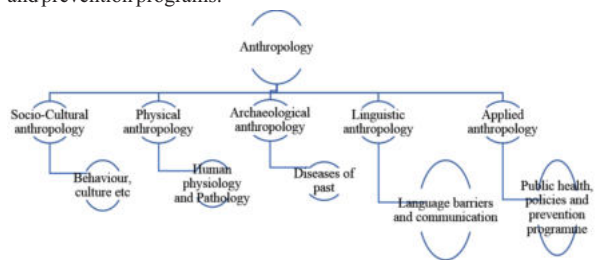 and prevention programs.
Anthropology
Socio-Cultural
anthropology
Physical
anthropology
Archaeological
anthropology
Linguistic
anthropology
Applied
anthropology
Behaviour,
culture etc
Human
physiology
and Pathology
Diseases of
past
Language barriers
and communication
Public health,
policies and
prevention
programme